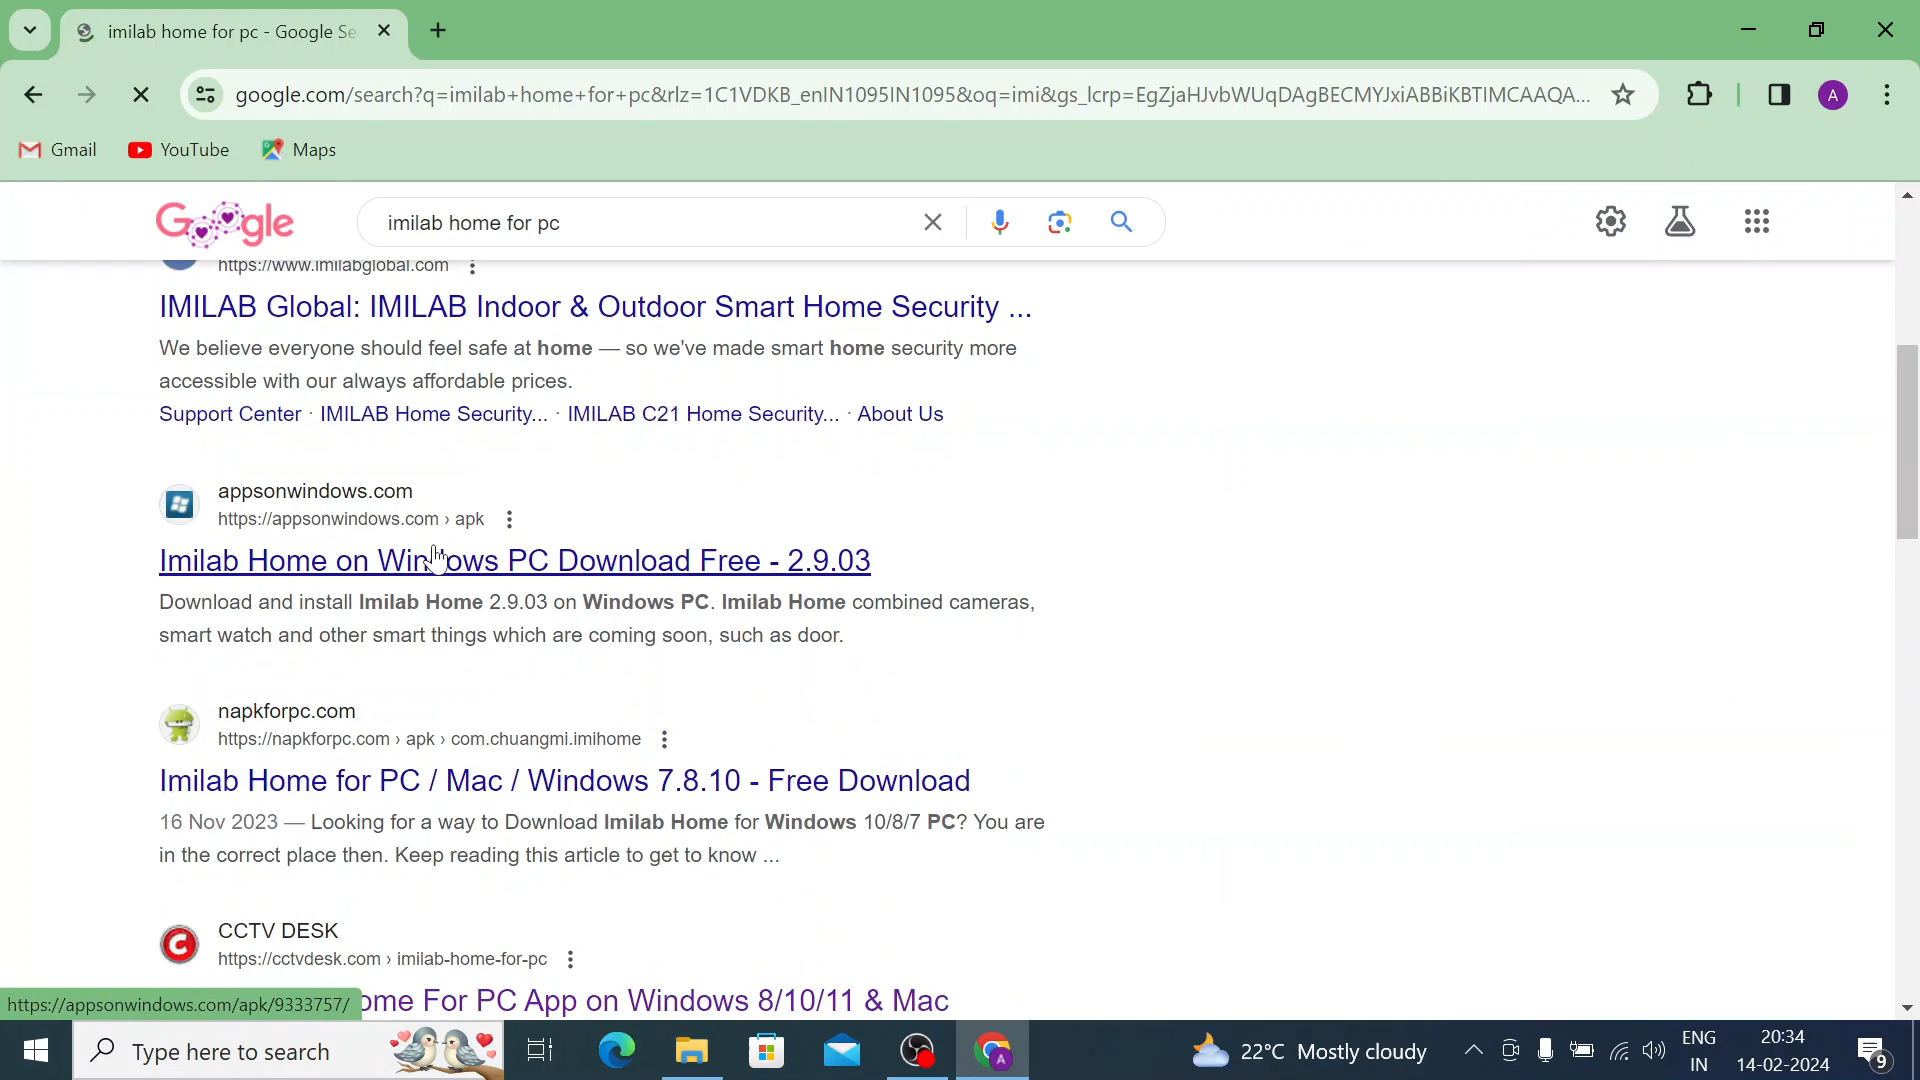 imilab home for pc - Google Se
google.com/search?q=imilab+home+for+pc&rlz=1C1VDKB_enIN1095IN1095&oq=imi&gs_lcrp=EgZjaHJvbWUqDAgBECMYJxiABBiKBTIMCAAQA...
A
Gmail YouTube Maps
Google imilab home for pc
https://www.imilabglobal.com
IMILAB Global: IMILAB Indoor & Outdoor Smart Home Security ...
We believe everyone should feel safe at home — so we've made smart home security more
accessible with our always affordable prices.
Support Center · IMILAB Home Security... · IMILAB C21 Home Security... · About Us
appsonwindows.com
https://appsonwindows.com › apk
Imilab Home on Windows PC Download Free - 2.9.03
Download and install Imilab Home 2.9.03 on Windows PC. Imilab Home combined cameras,
smart watch and other smart things which are coming soon, such as door.
napkforpc.com
https://napkforpc.com › apk › com.chuangmi.imihome
Imilab Home for PC / Mac / Windows 7.8.10 - Free Download
16 Nov 2023 — Looking for a way to Download Imilab Home for Windows 10/8/7 PC? You are
in the correct place then. Keep reading this article to get to know ...
CCTV DESK
https://cctvdesk.com › imilab-home-for-pc
ome For PC App on Windows 8/10/11 & Mac
https://appsonwindows.com/apk/9333757/
Type here to search
A
22°C Mostly cloudy
ENG
IN
20:34
14-02-2024
9